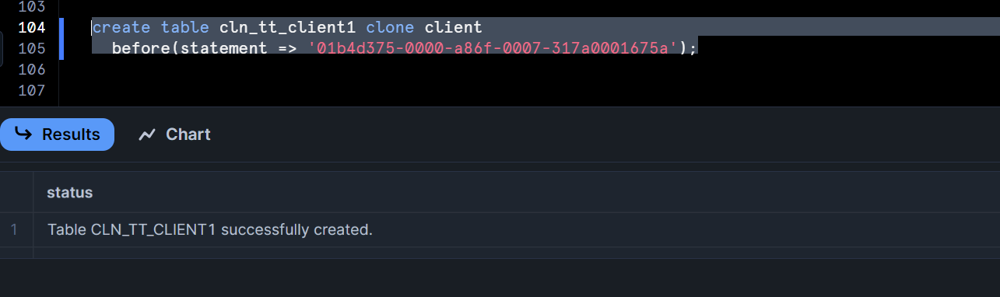 103
104 create table cln_tt_client1 clone client
105 before(statement => '01b4d375-0000-a86f-0007-317a0001675a');
106
107
Results Chart
status
1 Table CLN_TT_CLIENT1 successfully created.